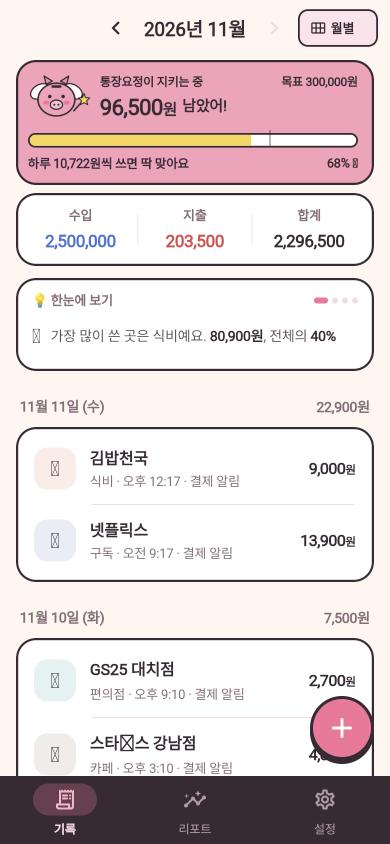 2026년 11월
월별
통장요정이 지키는 중
목표 300,000원
96,500원 남았어!
하루 10,722원씩 쓰면 딱 맞아요
68%
수입 지출 합계
2,500,000 203,500 2,296,500
💡 한눈에 보기
가장 많이 쓴 곳은 식비예요. 80,900원, 전체의 40%
11월 11일 (수) 22,900원
김밥천국
9,000원
식비 · 오후 12:17 · 결제 알림
넷플릭스
13,900원
구독 · 오전 9:17 · 결제 알림
11월 10일 (화) 7,500원
GS25 대치점
2,700원
편의점 · 오후 9:10 · 결제 알림
스타▯스 강남점
카페 · 오후 3:10 · 결제 알림
기록 리포트 설정